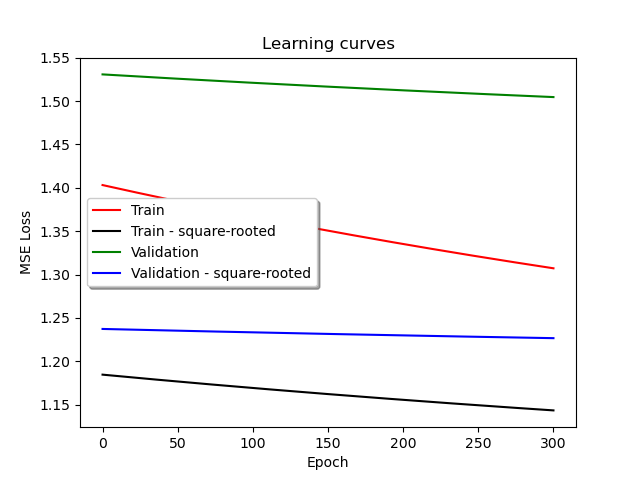 Learning curves
MSE Loss
1.55
1.50
1.45
1.40
1.35
1.30
1.25
1.20
1.15
Train
Train - square-rooted
Validation
Validation - square-rooted
0 50 100 150 200 250 300
Epoch